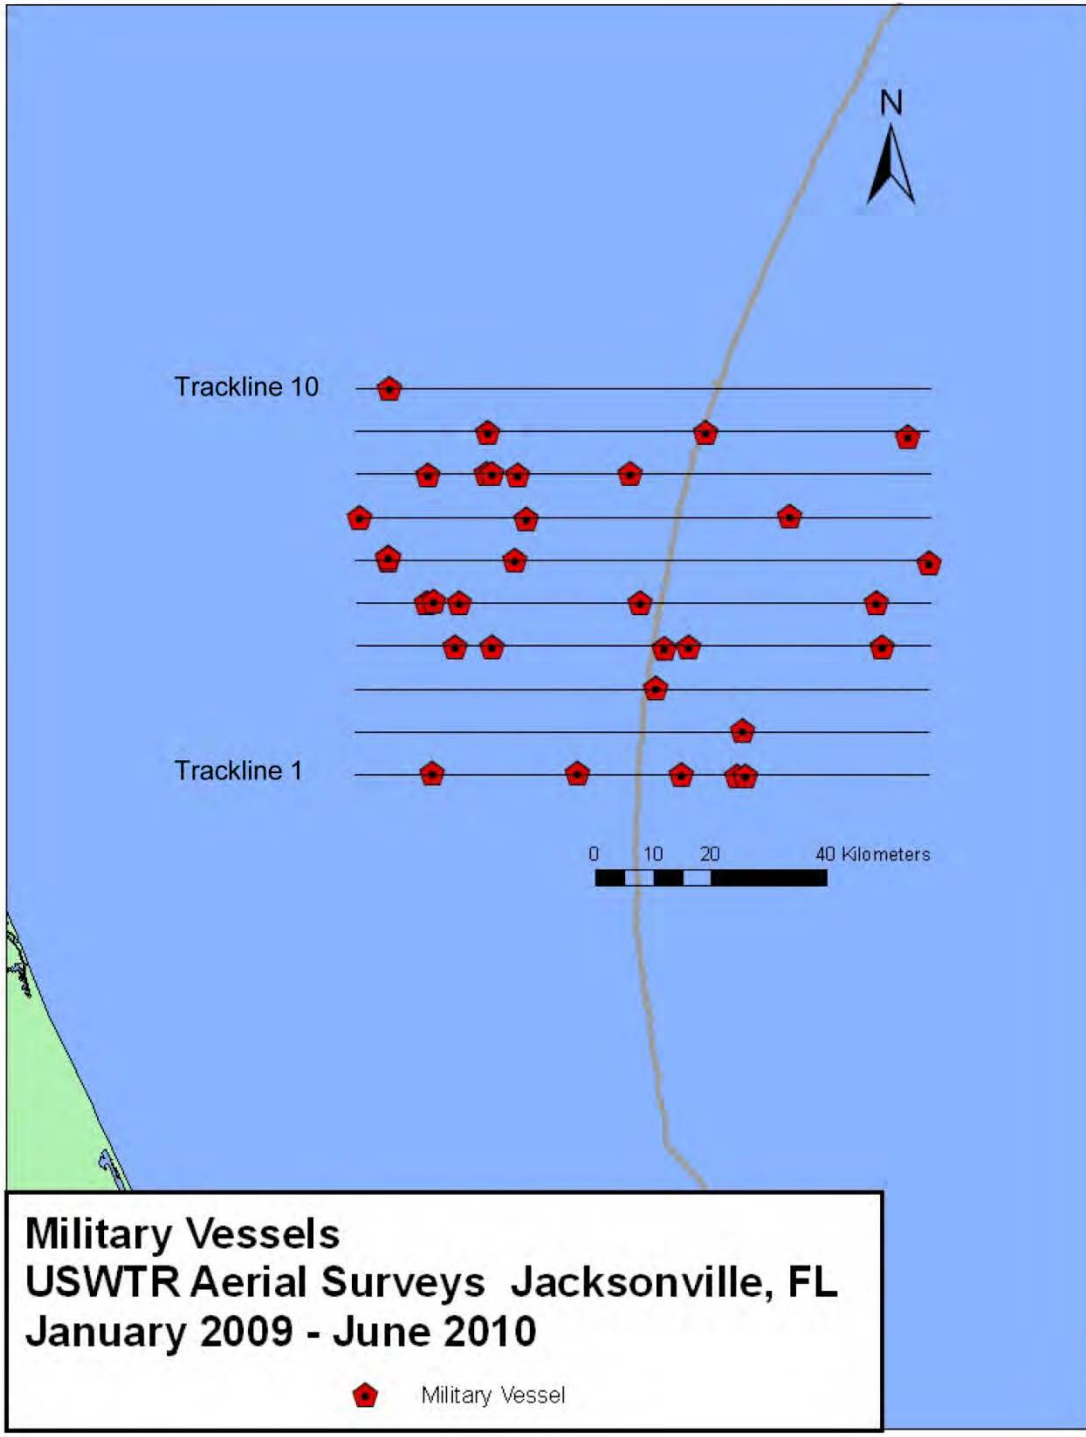 N
Trackline 10
Trackline 1
0 10 20 40 Kilometers
Military Vessels
USWTR Aerial Surveys Jacksonville, FL
January 2009 - June 2010
Military Vessel